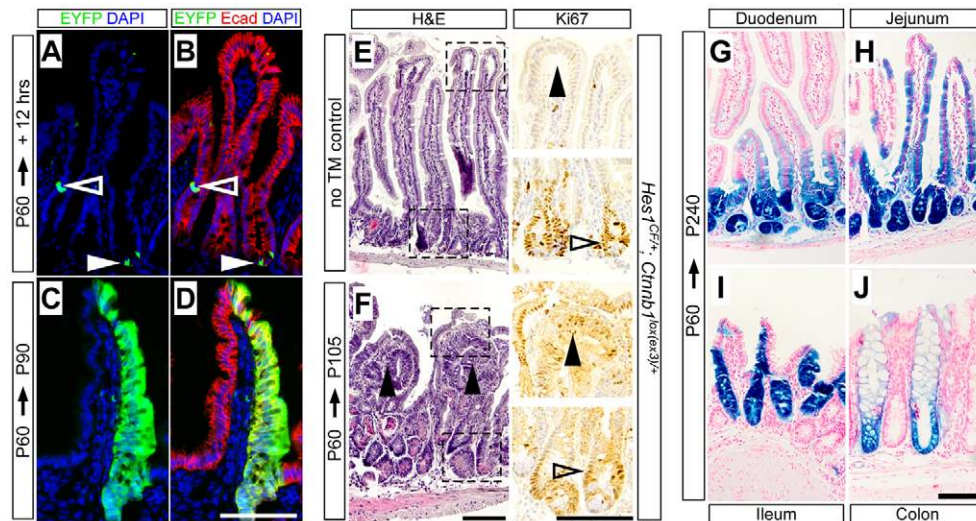 EYFP DAPI
EYFP Ecad DAPI
H&E
Ki67
Duodenum
Jejunum
A
B
E
G
H
P60 → + 12 hrs
no TM control
Hes1CF/+; Ctnnb1lox(ex3)/+
P60 → P240
C
D
F
I
J
P60 → P90
P60 → P105
Ileum
Colon